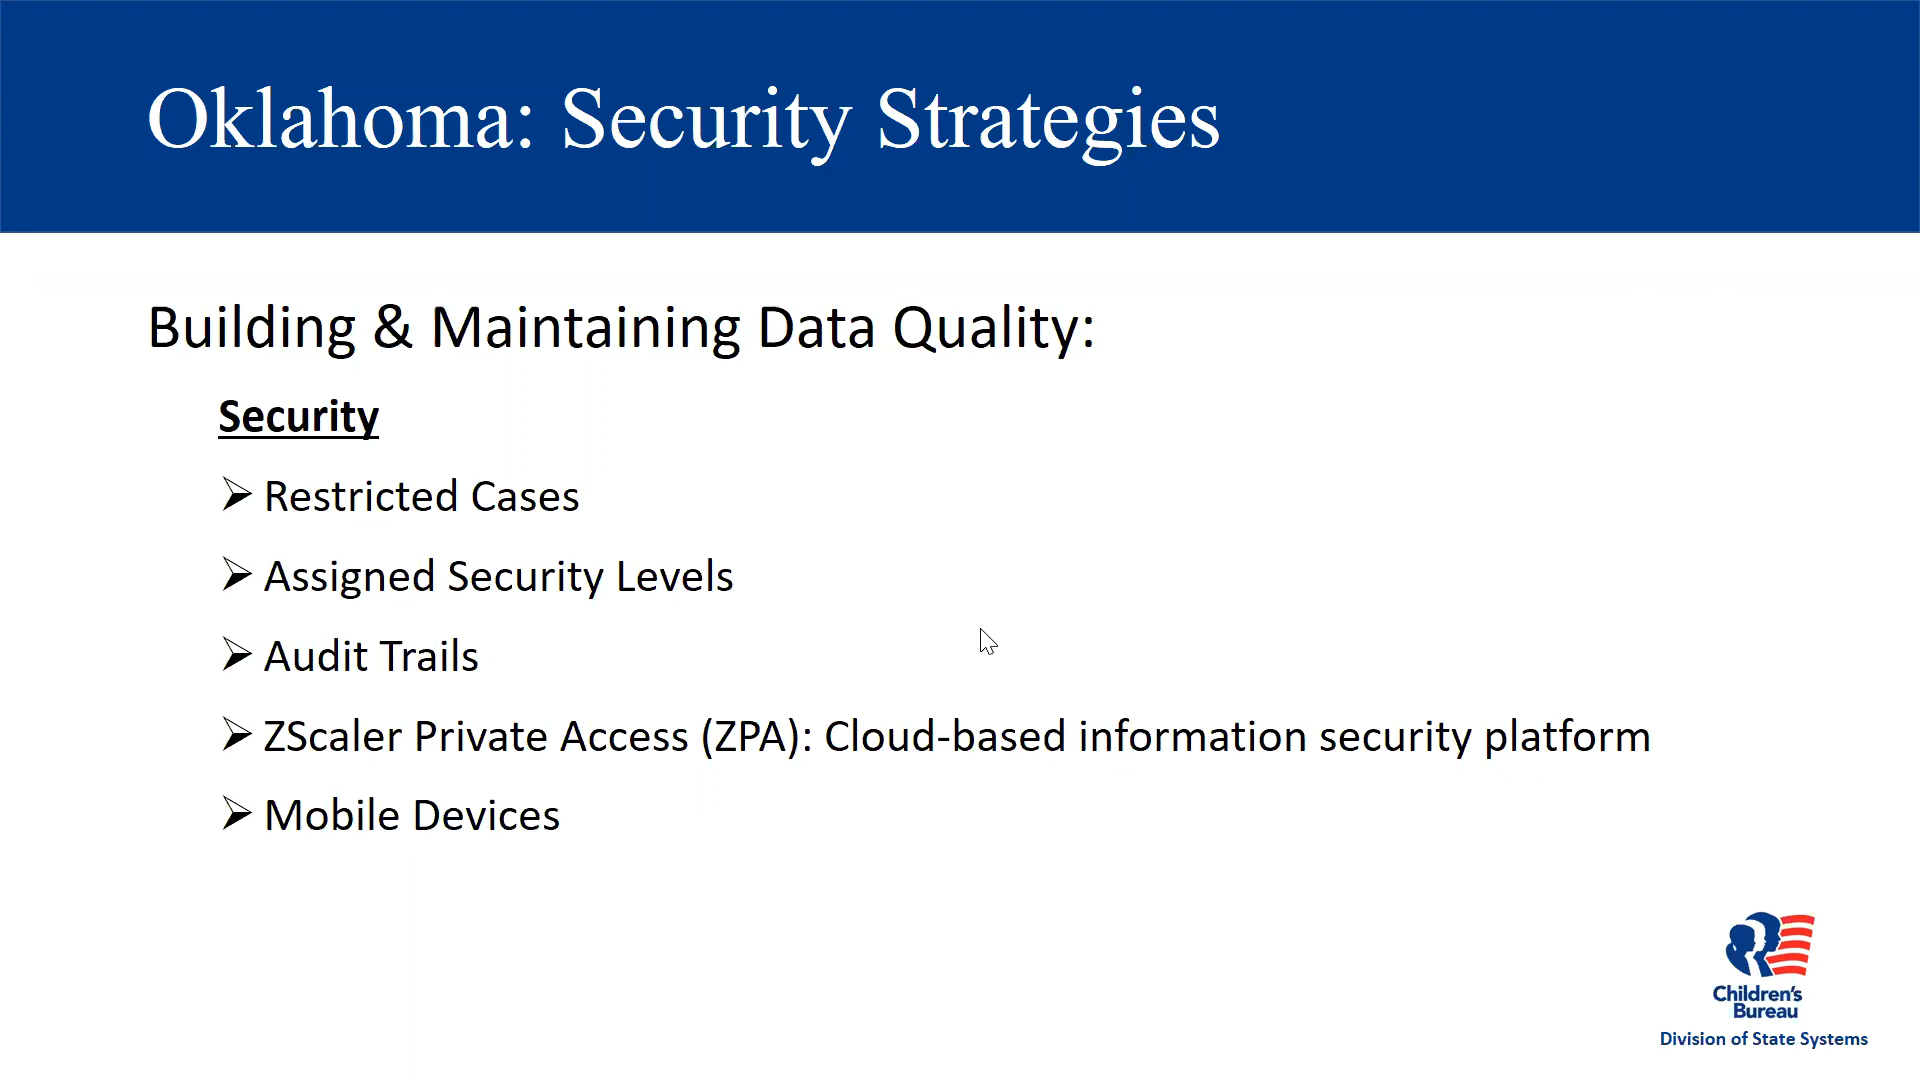 Oklahoma: Security Strategies
Building & Maintaining Data Quality:
Security
Restricted Cases
Assigned Security Levels
Audit Trails
ZScaler Private Access (ZPA): Cloud-based information security platform
Mobile Devices
Children's
Bureau
Division of State Systems